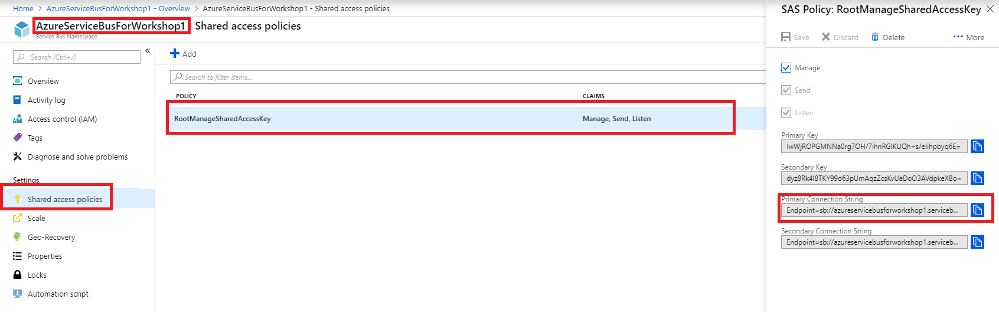 Home > AzureServiceBusForWorkshop1 - Overview > AzureServiceBusForWorkshop1 - Shared access policies
AzureServiceBusForWorkshop1 - Shared access policies
Service Bus Namespace
Search (Ctrl+/)
«
Overview
Activity log
Access control (IAM)
Tags
Diagnose and solve problems
Settings
Shared access policies
Scale
Geo-Recovery
Properties
Locks
Automation script
Add
Search to filter items...
POLICY CLAIMS
RootManageSharedAccessKey Manage, Send, Listen
SAS Policy: RootManageSharedAccessKey
Save Discard Delete ... More
Manage
Send
Listen
Primary Key
IwWjROPGMNNa0rg7OH/7ihnRGlKUQh+s/elihpbyq6E=
Secondary Key
dyz8Rk4l8TKY99o63pUmAqzZcsKvUaDoO3AVdpkeXBo=
Primary Connection String
Endpoint=sb://azureservicebusforworkshop1.serviceb...
Secondary Connection String
Endpoint=sb://azureservicebusforworkshop1.serviceb...